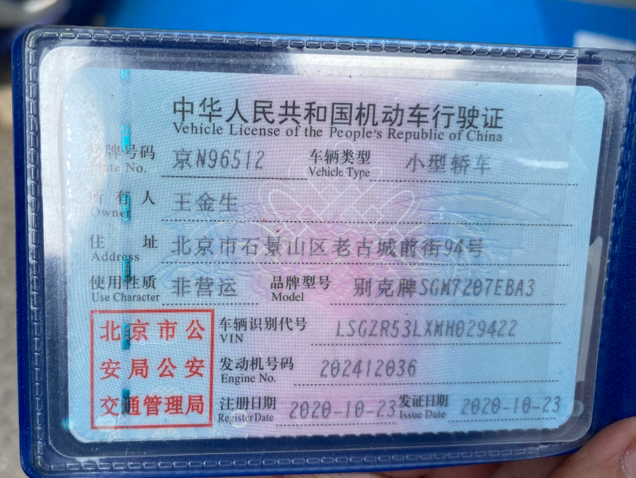 中华人民共和国机动车行驶证
Vehicle License of the People's Republic of China
号牌号码 京N96512 车辆类型 小型轿车
Plate No. Vehicle Type
所有人 王金生
Owner
住 址 北京市石景山区老古城前街94号
Address
使用性质 非营运 品牌型号 别克牌SGM7207EBA3
Use Character Model
北京市公
安局公安
交通管理局
车辆识别代号 LSGZR53LXMH029422
VIN
发动机号码 202412036
Engine No.
注册日期 2020-10-23 发证日期 2020-10-23
Register Date Issue Date